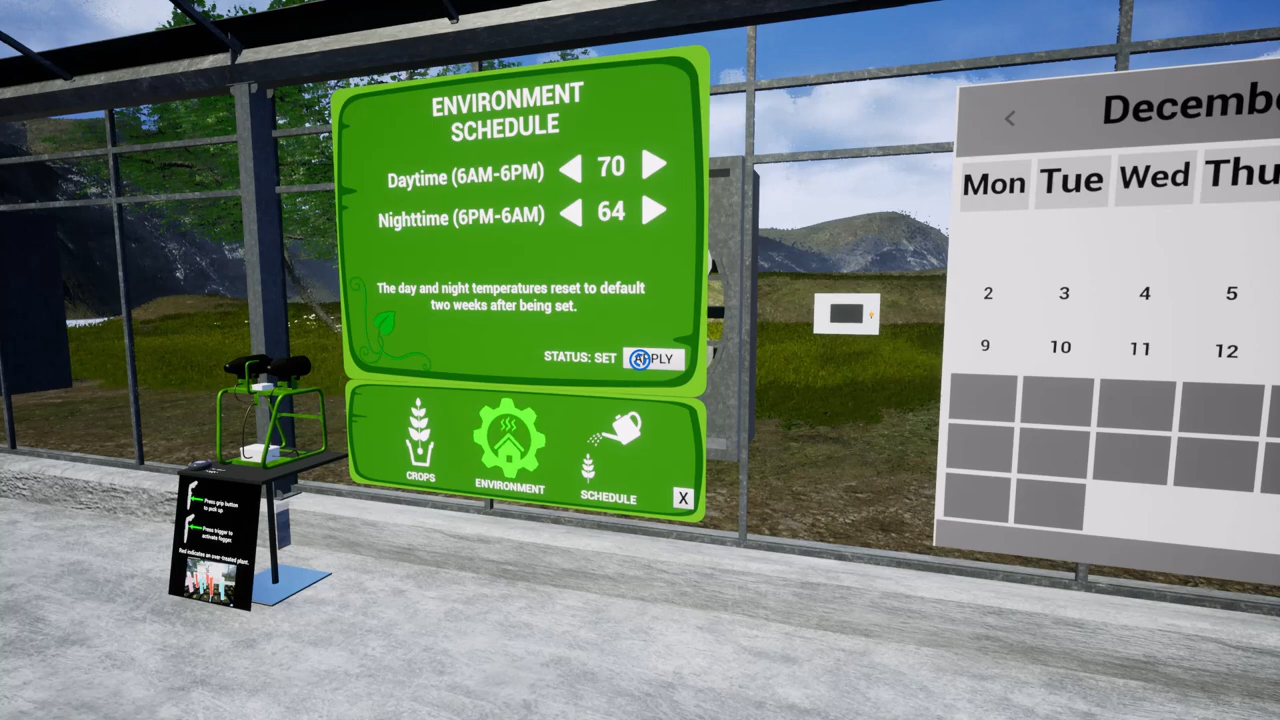 ENVIRONMENT
SCHEDULE
Daytime (6AM-6PM) 70
Nighttime (6PM-6AM) 64
The day and night temperatures reset to default
two weeks after being set.
STATUS: SET
CROPS
ENVIRONMENT
SCHEDULE
X
Press grip button
to pick up
Press trigger to
activate fogger.
Red indicates an over-treated plant.
< Decemb
Mon Tue Wed Thu
2 3 4 5
9 10 11 12